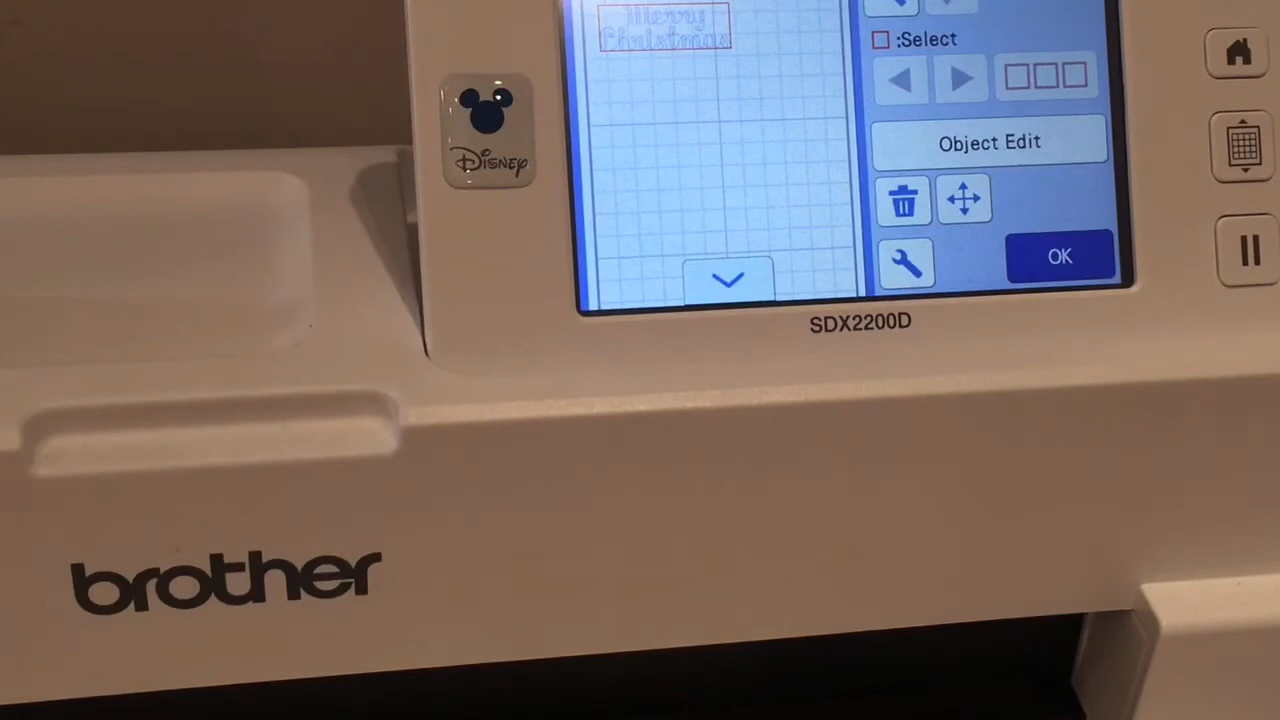 Merry
Christmas
:Select
Disney
Object Edit
OK
SDX2200D
brother